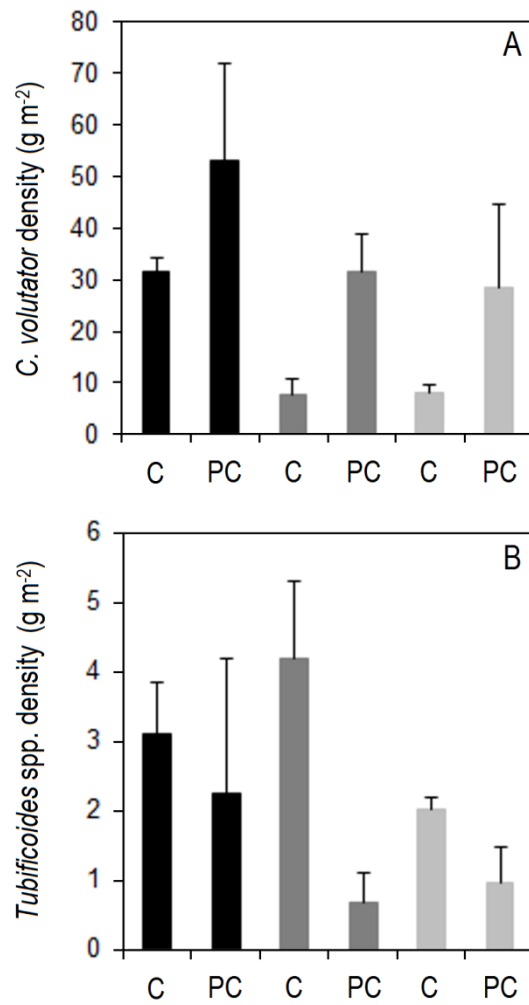 A
C. volutator density (g m⁻²)
80
70
60
50
40
30
20
10
0
C PC C PC C PC
B
Tubificoides spp. density (g m⁻²)
6
5
4
3
2
1
0
C PC C PC C PC